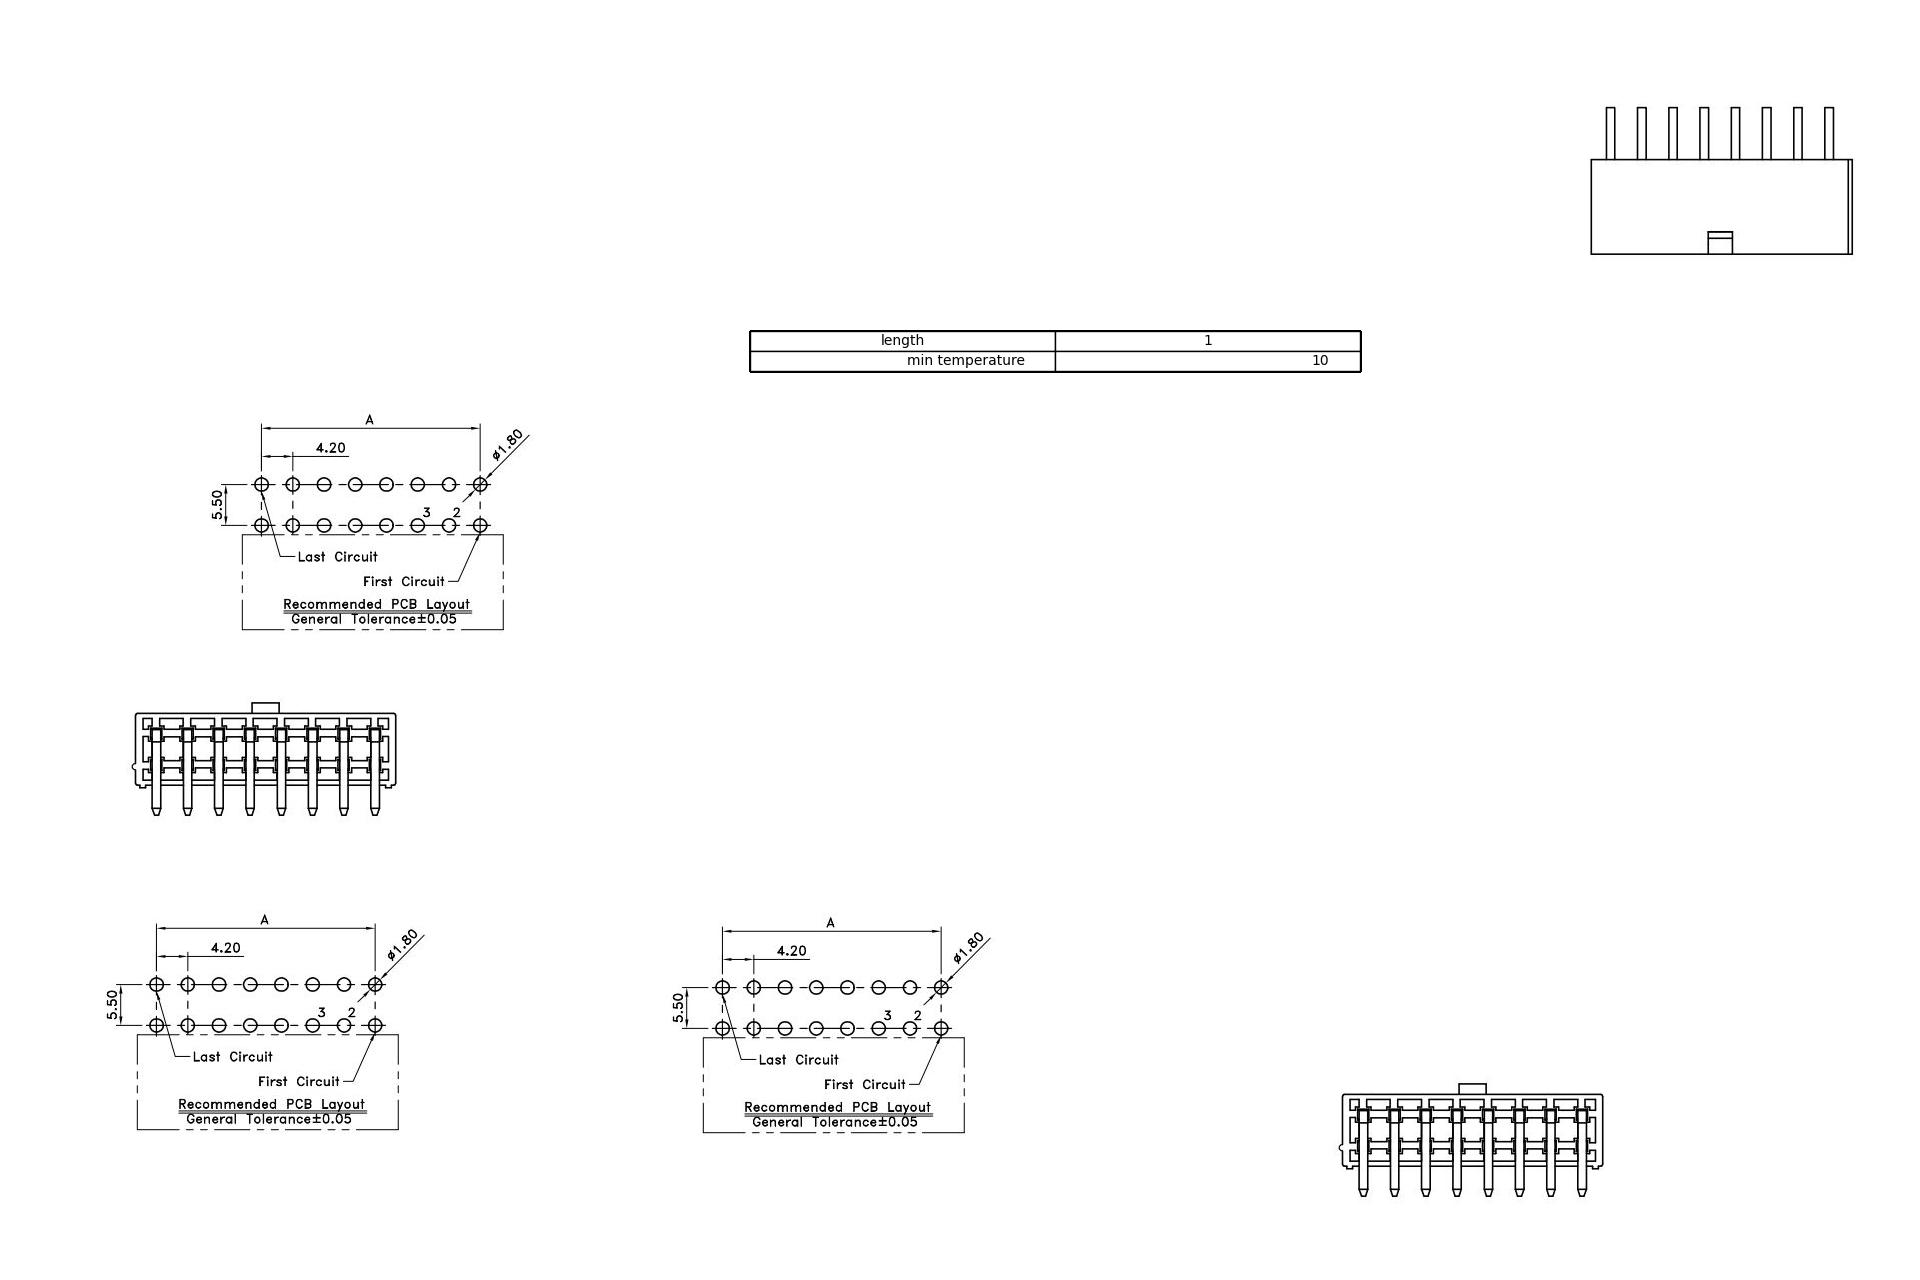 length 1
min temperature 10
A
4.20
ø1.80
5.50
3 2
Last Circuit
First Circuit
Recommended PCB Layout
General Tolerance±0.05
A
4.20
ø1.80
5.50
3 2
Last Circuit
First Circuit
Recommended PCB Layout
General Tolerance±0.05
A
4.20
ø1.80
5.50
3 2
Last Circuit
First Circuit
Recommended PCB Layout
General Tolerance±0.05